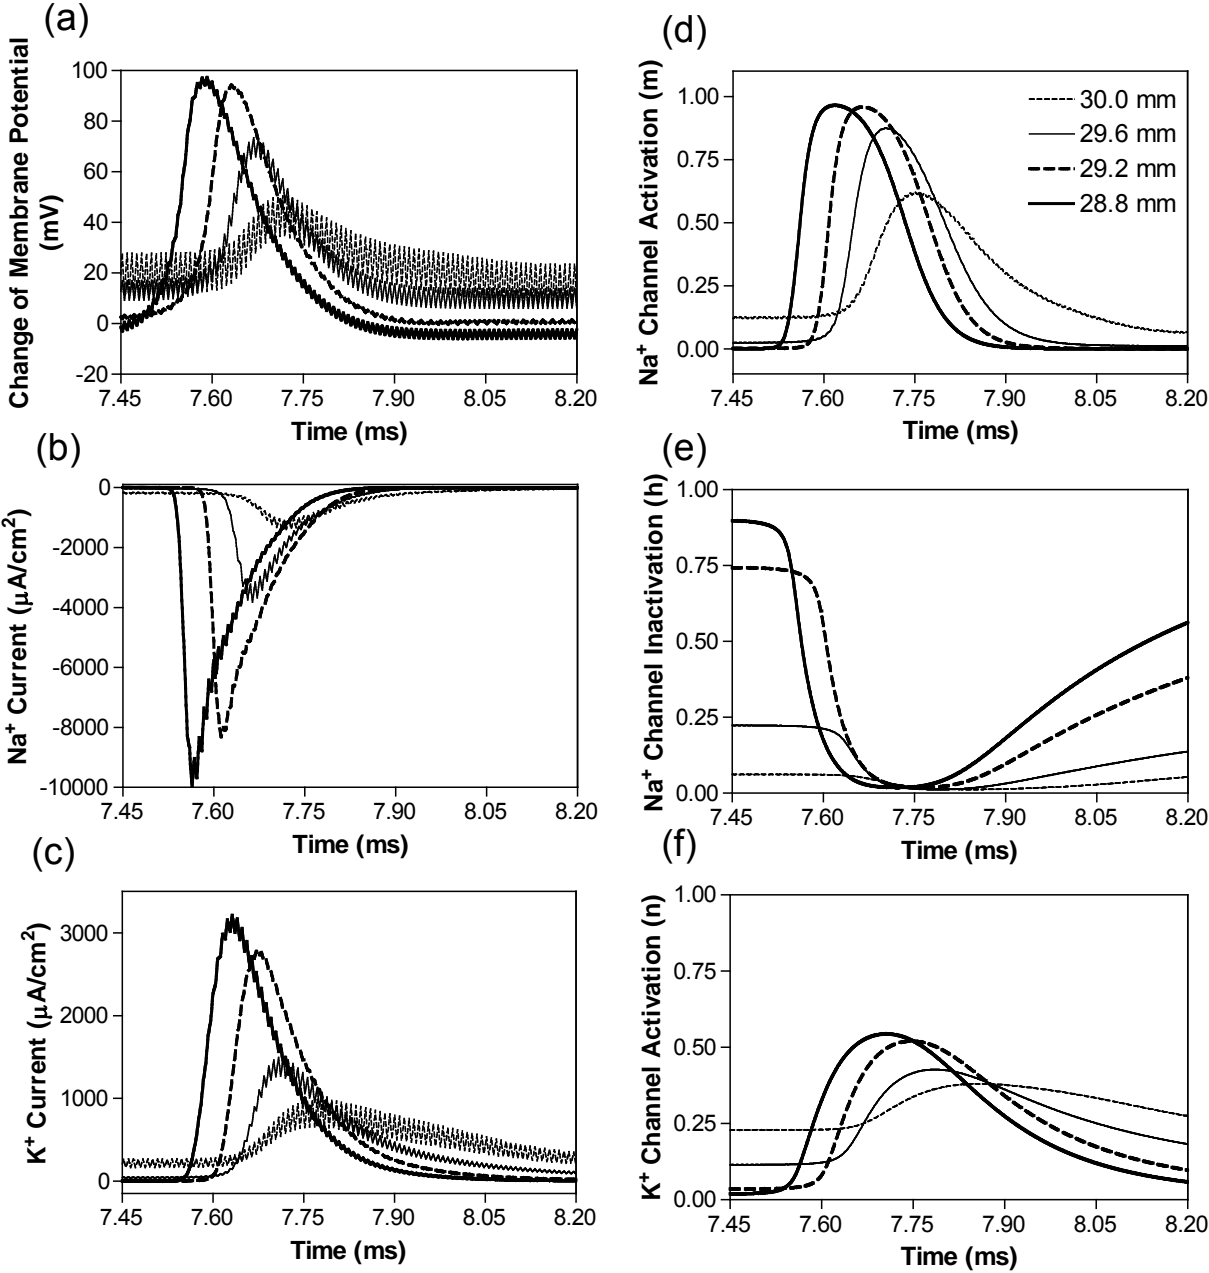 (a)
Change of Membrane Potential
(mV)
100
80
60
40
20
0
-20
7.45 7.60 7.75 7.90 8.05 8.20
Time (ms)
(b)
Na+ Current (μA/cm2)
0
-2000
-4000
-6000
-8000
-10000
7.45 7.60 7.75 7.90 8.05 8.20
Time (ms)
(c)
K+ Current (μA/cm2)
3000
2000
1000
0
7.45 7.60 7.75 7.90 8.05 8.20
Time (ms)
(d)
Na+ Channel Activation (m)
1.00
0.75
0.50
0.25
0.00
30.0 mm
29.6 mm
29.2 mm
28.8 mm
7.45 7.60 7.75 7.90 8.05 8.20
Time (ms)
(e)
Na+ Channel Inactivation (h)
1.00
0.75
0.50
0.25
0.00
7.45 7.60 7.75 7.90 8.05 8.20
Time (ms)
(f)
K+ Channel Activation (n)
1.00
0.75
0.50
0.25
0.00
7.45 7.60 7.75 7.90 8.05 8.20
Time (ms)